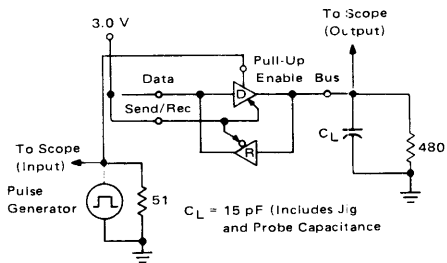 To Scope
(Output)
3.0 V
Pull-Up
Enable
Data
Bus
D
Send/Rec
R
To Scope
(Input)
Pulse
Generator
51
CL
480
CL = 15 pF (Includes Jig
and Probe Capacitance